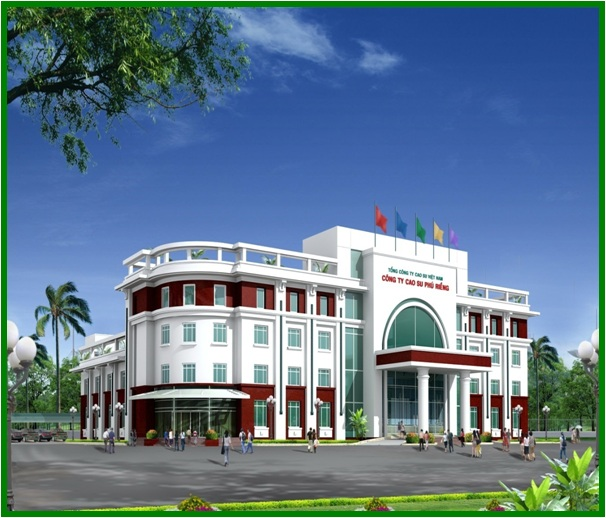 TỔNG CÔNG TY CAO SU VIỆT NAM
CÔNG TY CAO SU PHÚ RIỀNG